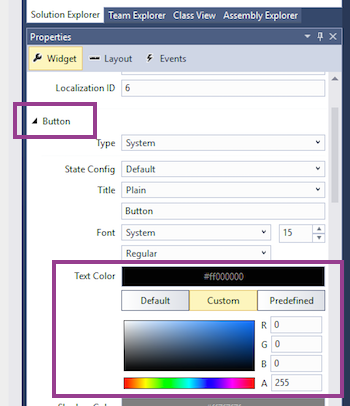 Solution Explorer Team Explorer Class View Assembly Explorer
Properties
Widget Layout Events
Localization ID 6
Button
Type System
State Config Default
Title Plain
Button
Font System 15
Regular
Text Color #ff000000
Default Custom Predefined
R 0
G 0
B 0
A 255